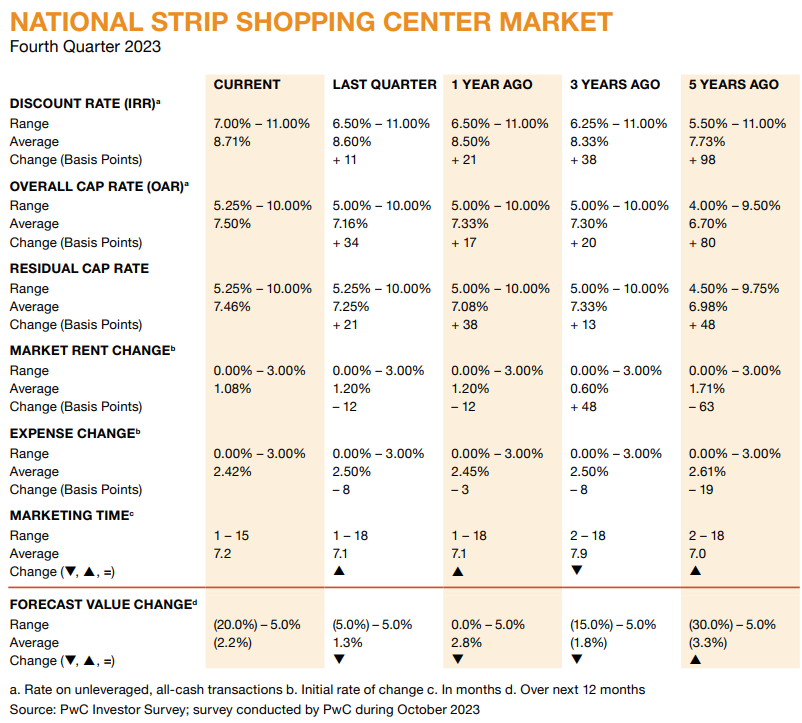 NATIONAL STRIP SHOPPING CENTER MARKET
Fourth Quarter 2023
CURRENT LAST QUARTER 1 YEAR AGO 3 YEARS AGO 5 YEARS AGO
DISCOUNT RATE (IRR)ᵃ
Range 7.00% – 11.00% 6.50% – 11.00% 6.50% – 11.00% 6.25% – 11.00% 5.50% – 11.00%
Average 8.71% 8.60% 8.50% 8.33% 7.73%
Change (Basis Points) + 11 + 21 + 38 + 98
OVERALL CAP RATE (OAR)ᵃ
Range 5.25% – 10.00% 5.00% – 10.00% 5.00% – 10.00% 5.00% – 10.00% 4.00% – 9.50%
Average 7.50% 7.16% 7.33% 7.30% 6.70%
Change (Basis Points) + 34 + 17 + 20 + 80
RESIDUAL CAP RATE
Range 5.25% – 10.00% 5.25% – 10.00% 5.00% – 10.00% 5.00% – 10.00% 4.50% – 9.75%
Average 7.46% 7.25% 7.08% 7.33% 6.98%
Change (Basis Points) + 21 + 38 + 13 + 48
MARKET RENT CHANGEᵇ
Range 0.00% – 3.00% 0.00% – 3.00% 0.00% – 3.00% 0.00% – 3.00% 0.00% – 3.00%
Average 1.08% 1.20% 1.20% 0.60% 1.71%
Change (Basis Points) – 12 – 12 + 48 – 63
EXPENSE CHANGEᵇ
Range 0.00% – 3.00% 0.00% – 3.00% 0.00% – 3.00% 0.00% – 3.00% 0.00% – 3.00%
Average 2.42% 2.50% 2.45% 2.50% 2.61%
Change (Basis Points) – 8 – 3 – 8 – 19
MARKETING TIMEᶜ
Range 1 – 15 1 – 18 1 – 18 2 – 18 2 – 18
Average 7.2 7.1 7.1 7.9 7.0
Change (▼, ▲, =) ▲ ▲ ▼ ▲
FORECAST VALUE CHANGEᵈ
Range (20.0%) – 5.0% (5.0%) – 5.0% 0.0% – 5.0% (15.0%) – 5.0% (30.0%) – 5.0%
Average (2.2%) 1.3% 2.8% (1.8%) (3.3%)
Change (▼, ▲, =) ▼ ▼ ▼ ▲
a. Rate on unleveraged, all-cash transactions b. Initial rate of change c. In months d. Over next 12 months
Source: PwC Investor Survey; survey conducted by PwC during October 2023